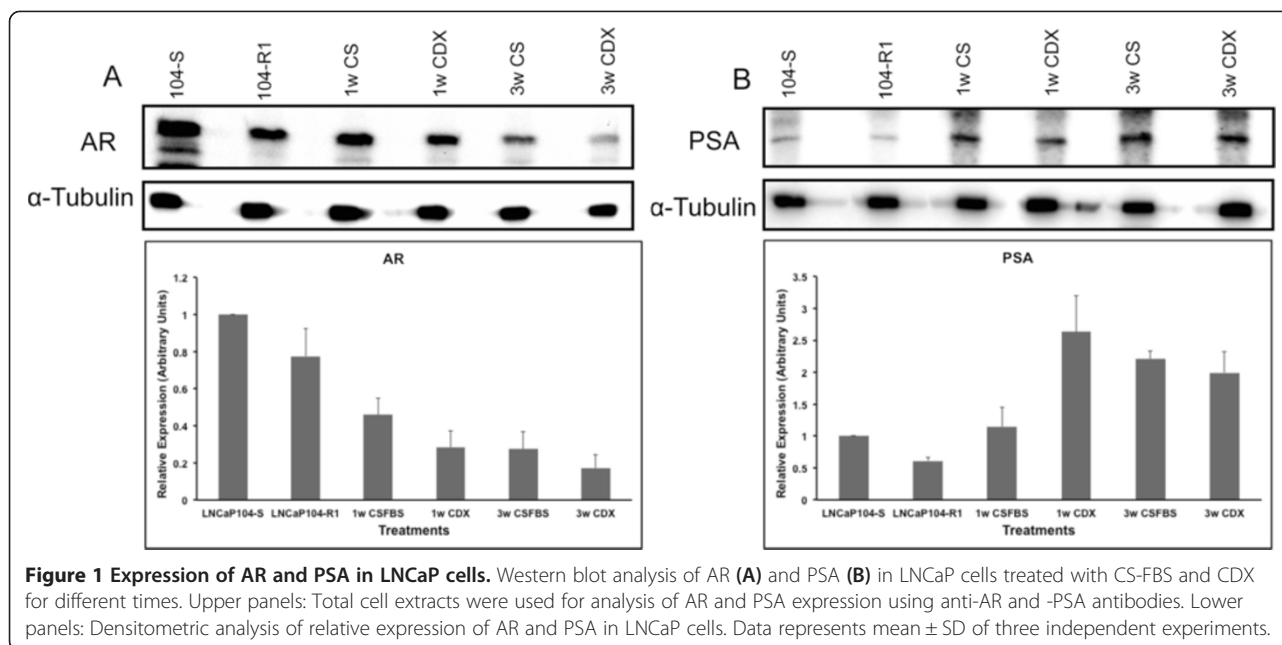 A
104-S
104-R1
1w CS
1w CDX
3w CS
3w CDX
AR
α-Tubulin
AR
Relative Expression (Arbitrary Units)
1.2
1
0.8
0.6
0.4
0.2
0
LNCaP104-S LNCaP104-R1 1w CSFBS 1w CDX 3w CSFBS 3w CDX
Treatments
B
104-S
104-R1
1w CS
1w CDX
3w CS
3w CDX
PSA
α-Tubulin
PSA
Relative Expression (Arbitrary Units)
3.5
3
2.5
2
1.5
1
0.5
0
LNCaP104-S LNCaP104-R1 1w CSFBS 1w CDX 3w CSFBS 3w CDX
Treatments
Figure 1 Expression of AR and PSA in LNCaP cells. Western blot analysis of AR (A) and PSA (B) in LNCaP cells treated with CS-FBS and CDX
for different times. Upper panels: Total cell extracts were used for analysis of AR and PSA expression using anti-AR and -PSA antibodies. Lower
panels: Densitometric analysis of relative expression of AR and PSA in LNCaP cells. Data represents mean ± SD of three independent experiments.